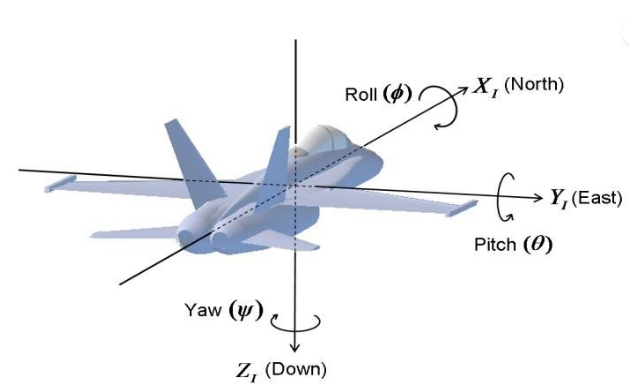 Roll (ϕ)
X_I (North)
Y_I (East)
Pitch (θ)
Yaw (ψ)
Z_I (Down)